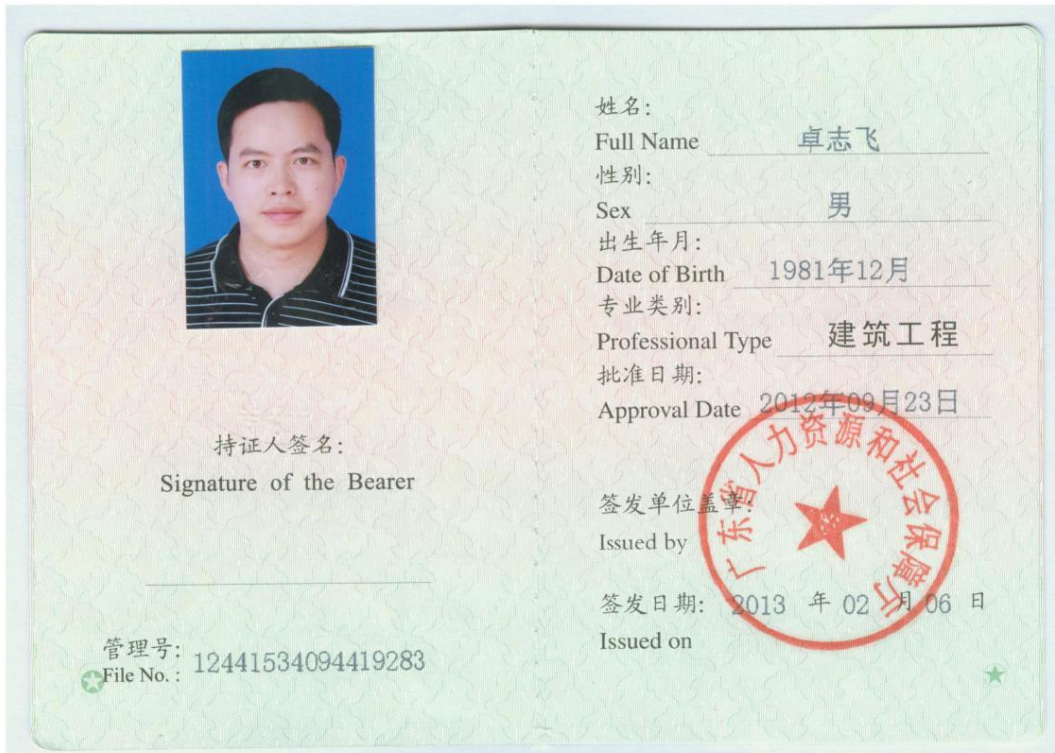 持证人签名:
Signature of the Bearer
管理号:
File No. : 12441534094419283
姓名:
Full Name 卓志飞
性别:
Sex 男
出生年月:
Date of Birth 1981年12月
专业类别:
Professional Type 建筑工程
批准日期:
Approval Date 2012年09月23日
广东省人力资源和社会保障厅
签发单位盖章:
Issued by
签发日期: 2013 年 02 月 06 日
Issued on